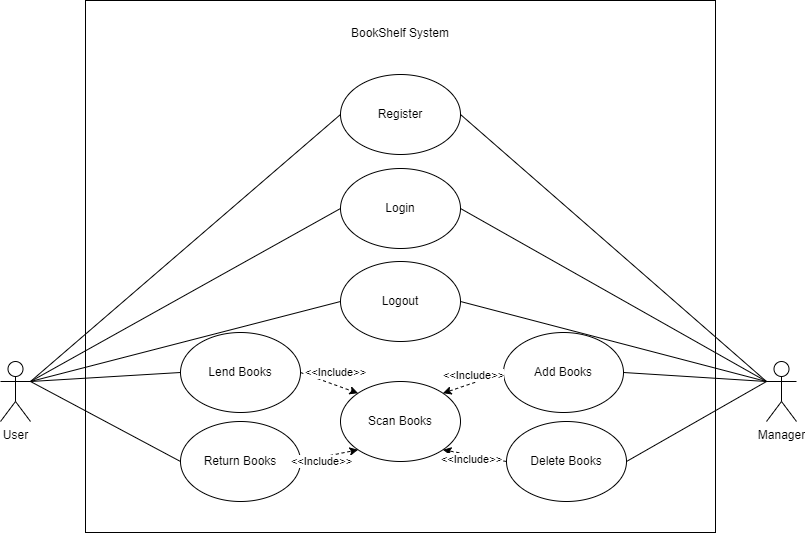 BookShelf System
Register
Login
Logout
Lend Books
<<Include>>
<<Include>>
Add Books
Scan Books
User
Manager
Return Books
<<Include>>
<<Include>>
Delete Books